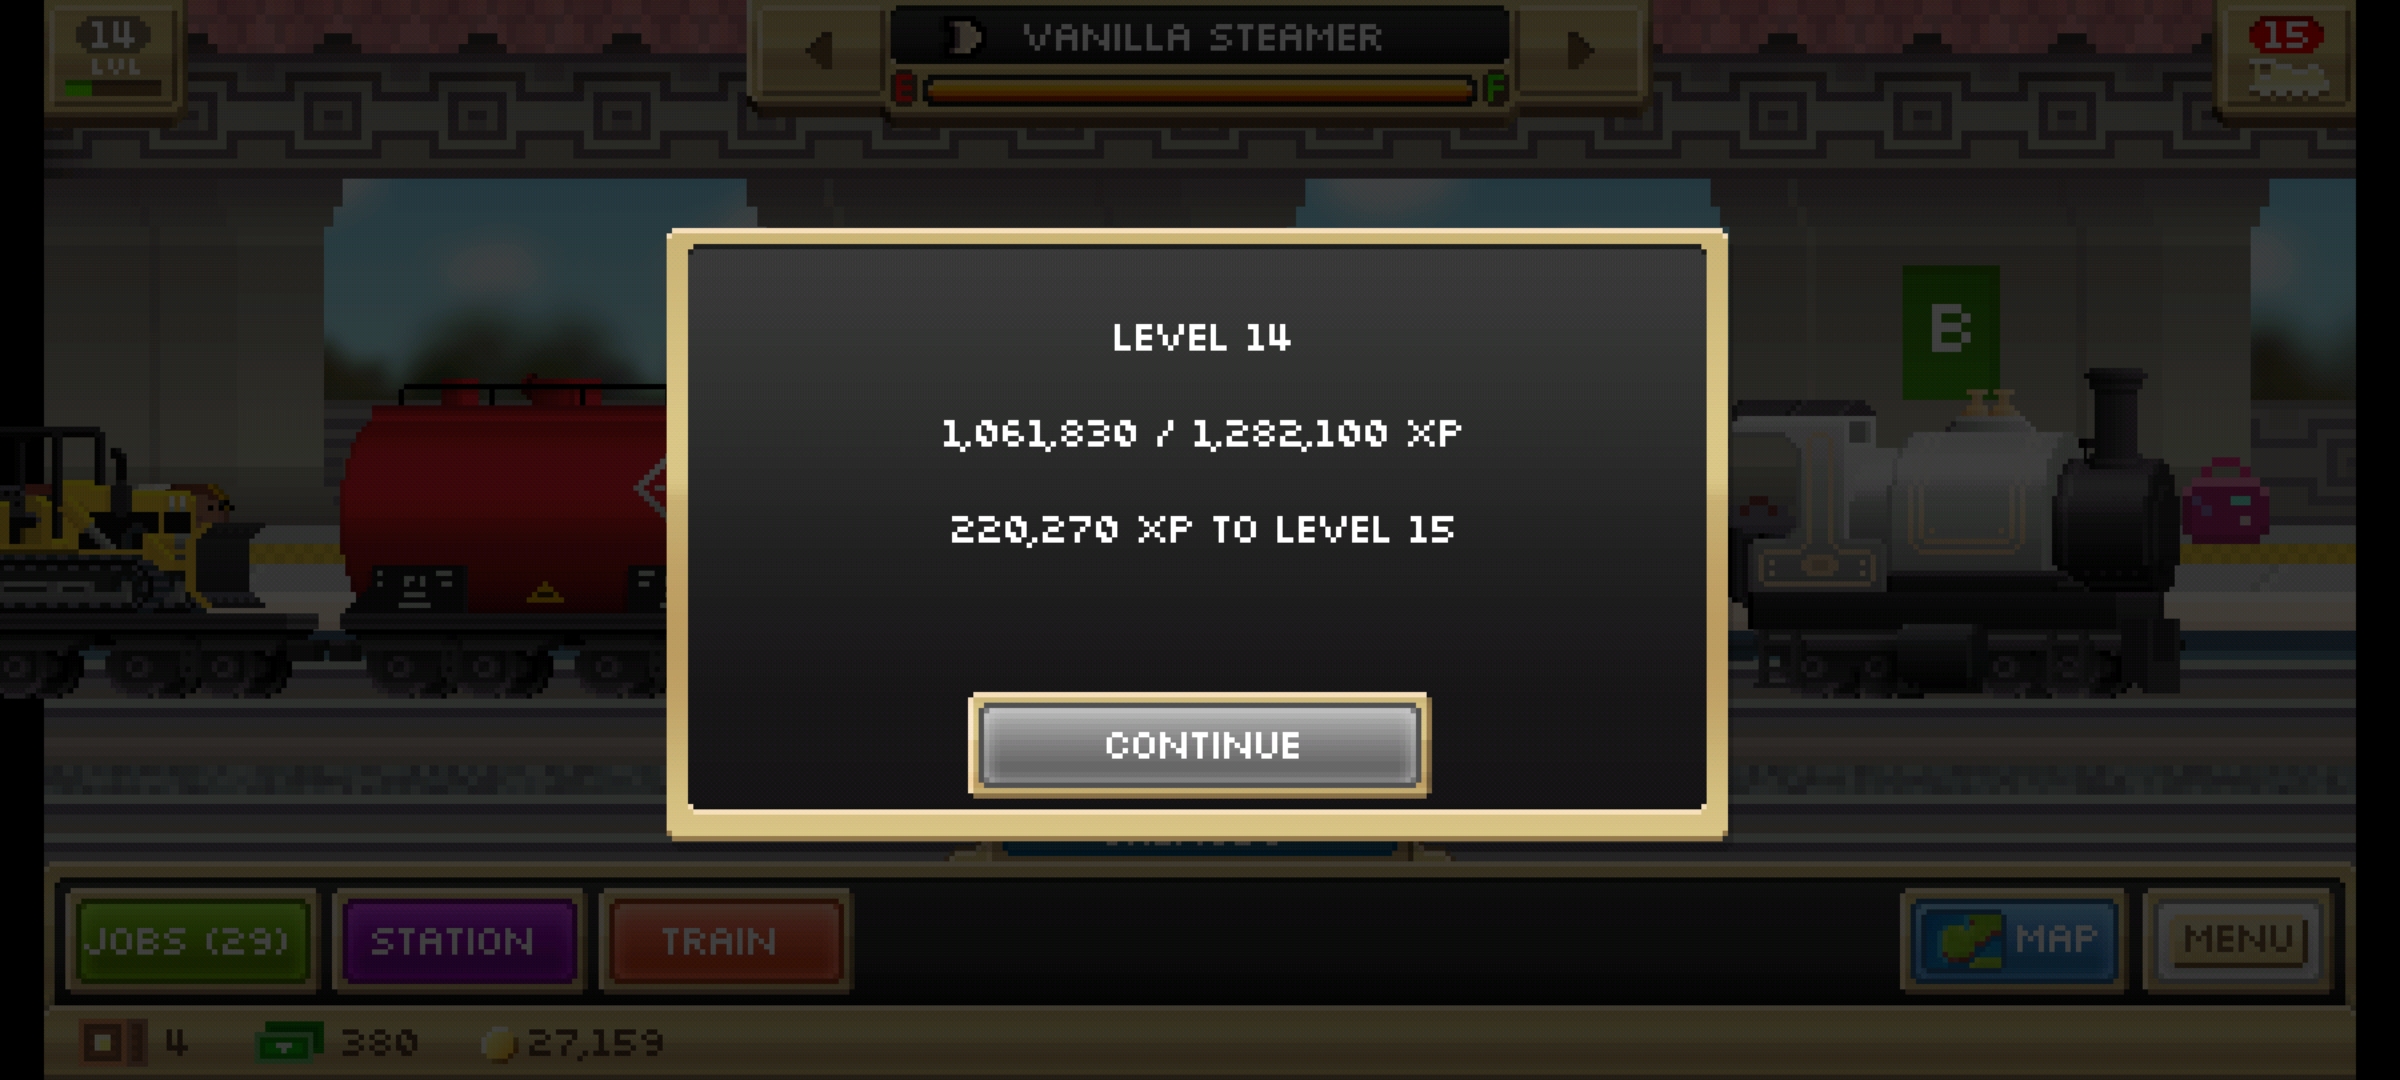 14
LVL
VANILLA STEAMER
E
F
15
B
LEVEL 14
1,061,830 / 1,282,100 XP
220,270 XP TO LEVEL 15
CONTINUE
JOBS (29)
STATION
TRAIN
MAP
MENU
4
380
27,159